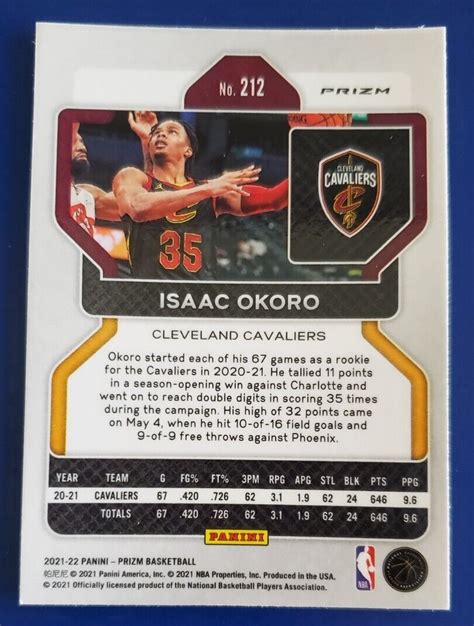 No. 212
PRIZM
CLEVELAND
CAVALIERS
C
35
ISAAC OKORO
CLEVELAND CAVALIERS
Okoro started each of his 67 games as a rookie
for the Cavaliers in 2020-21. He tallied 11 points
in a season-opening win against Charlotte and
went on to reach double digits in scoring 35 times
during the campaign. His high of 32 points came
on May 4, when he hit 10-of-16 field goals and
9-of-9 free throws against Phoenix.
YEAR TEAM G FG% FT% 3PM RPG APG STL BLK PTS PPG
20-21 CAVALIERS 67 .420 .726 62 3.1 1.9 62 24 646 9.6
TOTALS 67 .420 .726 62 3.1 1.9 62 24 646 9.6
PANINI
2021-22 PANINI – PRIZM BASKETBALL
帕尼尼 © 2021 Panini America, Inc. © 2021 NBA Properties, Inc. Produced in the USA.
© 2021 Officially licensed product of the National Basketball Players Association.
NBA